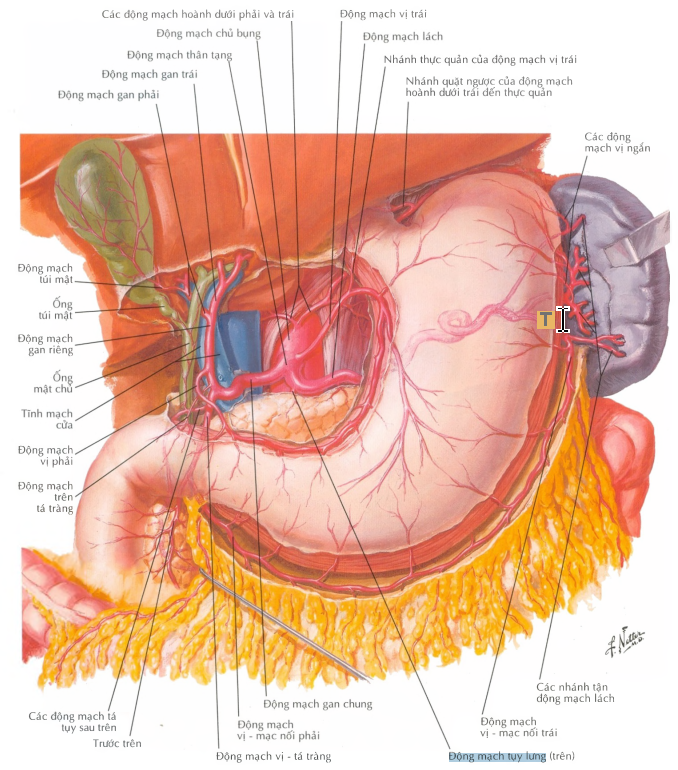 Các động mạch hoành dưới phải và trái
Động mạch chủ bụng
Động mạch thân tạng
Động mạch gan trái
Động mạch gan phải
Động mạch vị trái
Động mạch lách
Nhánh thực quản của động mạch vị trái
Nhánh quặt ngược của động mạch
hoành dưới trái đến thực quản
Các động
mạch vị ngắn
Động mạch
túi mật
Ống
túi mật
Động mạch
gan riêng
Ống
mật chủ
Tĩnh mạch
cửa
Động mạch
vị phải
Động mạch
trên
tá tràng
T
Các động mạch tá
tụy sau trên
Trước trên
Động mạch gan chung
Động mạch
vị - mạc nối phải
Động mạch vị - tá tràng
Các nhánh tận
động mạch lách
Động mạch
vị - mạc nối trái
Động mạch tụy lưng (trên)